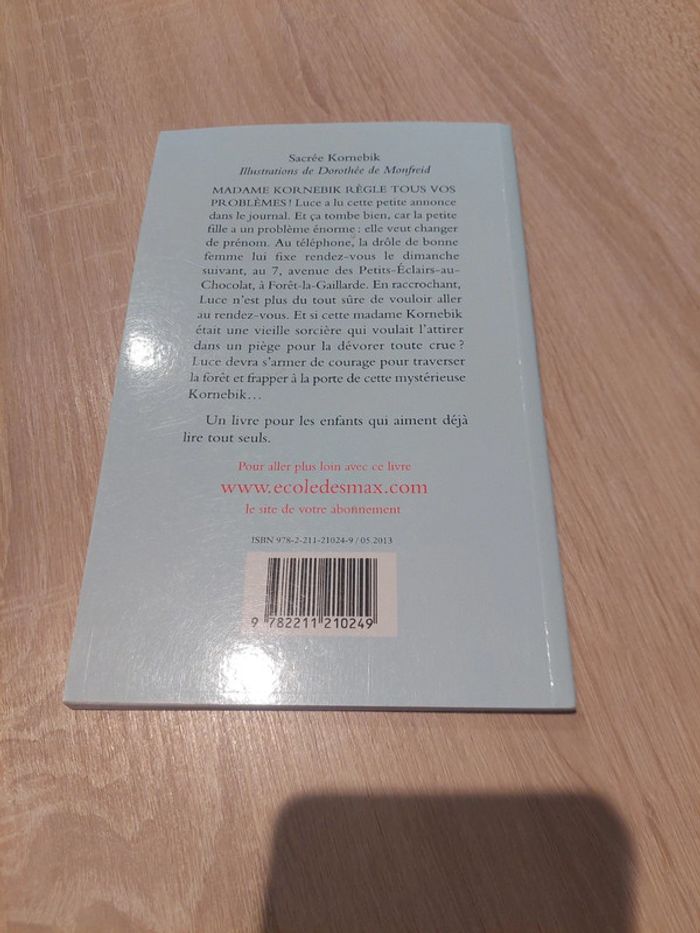 Sacrée Kornebik
Illustrations de Dorothée de Monfreid
MADAME KORNEBIK RÈGLE TOUS VOS
PROBLÈMES ! Luce a lu cette petite annonce
dans le journal. Et ça tombe bien, car la petite
fille a un problème énorme : elle veut changer
de prénom. Au téléphone, la drôle de bonne
femme lui fixe rendez-vous le dimanche
suivant, au 7, avenue des Petits-Éclairs-au-
Chocolat, à Forêt-la-Gaillarde. En raccrochant,
Luce n'est plus du tout sûre de vouloir aller
au rendez-vous. Et si cette madame Kornebik
était une vieille sorcière qui voulait l'attirer
dans un piège pour la dévorer toute crue ?
Luce devra s'armer de courage pour traverser
la forêt et frapper à la porte de cette mystérieuse
Kornebik…
Un livre pour les enfants qui aiment déjà
lire tout seuls.
Pour aller plus loin avec ce livre
www.ecoledesmax.com
le site de votre abonnement
ISBN 978-2-211-21024-9 / 05.2013
9 782211 210249